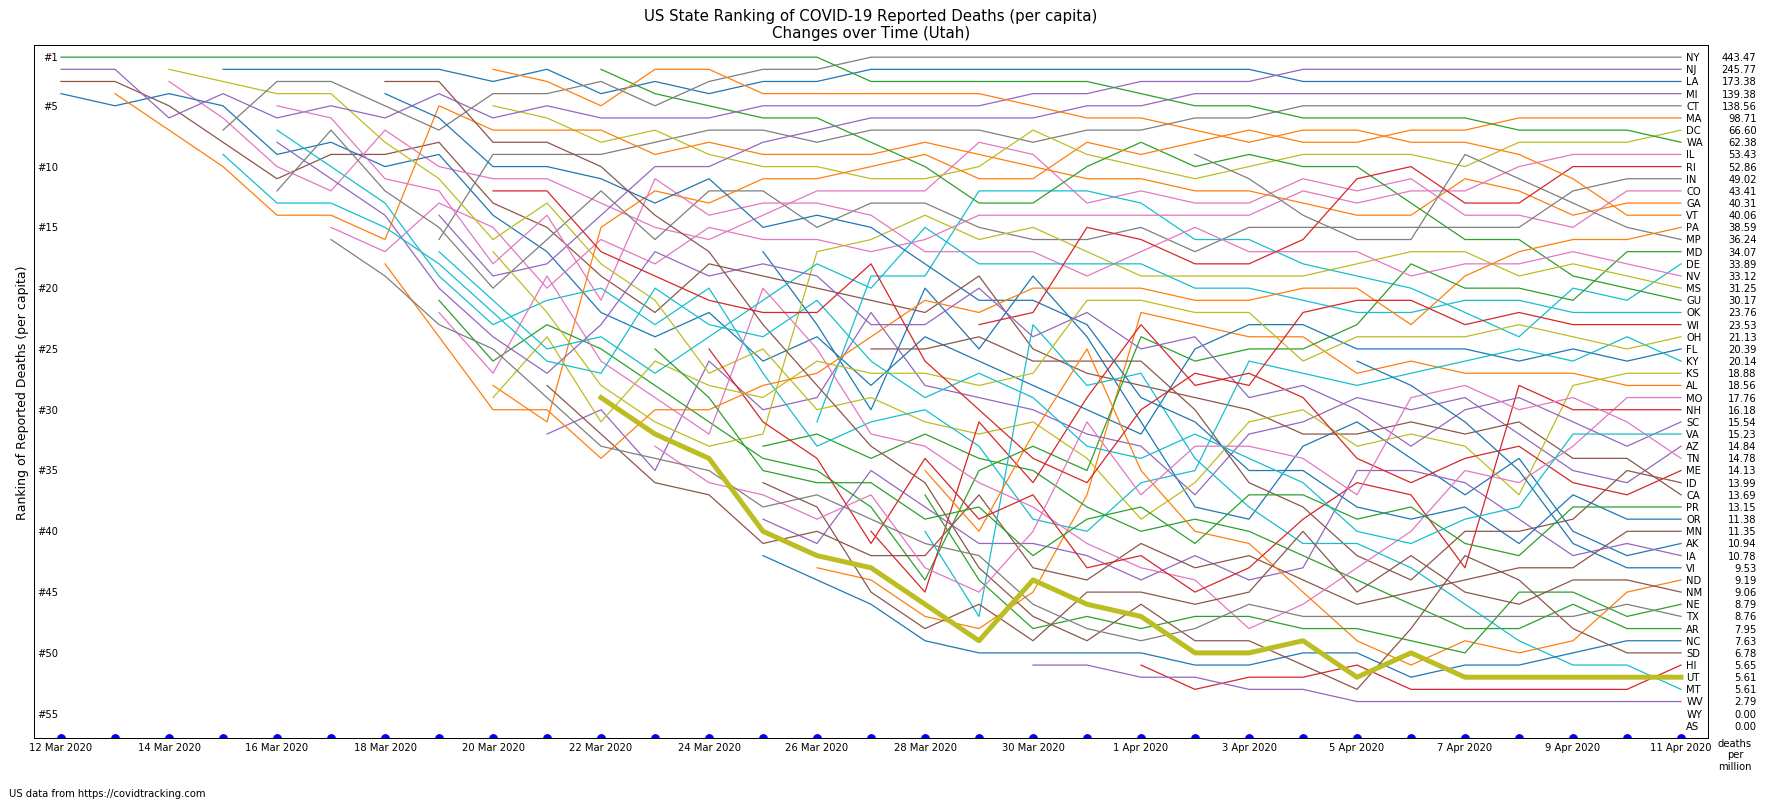 US State Ranking of COVID-19 Reported Deaths (per capita)
Changes over Time (Utah)
Ranking of Reported Deaths (per capita)
#1
#5
#10
#15
#20
#25
#30
#35
#40
#45
#50
#55
NY 443.47
NJ 245.77
LA 173.38
MI 139.38
CT 138.56
MA 98.71
DC 66.60
WA 62.38
IL 53.43
RI 52.86
IN 49.02
CO 43.41
GA 40.31
VT 40.06
PA 38.59
MP 36.24
MD 34.07
DE 33.89
NV 33.12
MS 31.25
GU 30.17
OK 23.76
WI 23.53
OH 21.13
FL 20.39
KY 20.14
KS 18.88
AL 18.56
MO 17.76
NH 16.18
SC 15.54
VA 15.23
AZ 14.84
TN 14.78
ME 14.13
ID 13.99
CA 13.69
PR 13.15
OR 11.38
MN 11.35
AK 10.94
IA 10.78
VI 9.53
ND 9.19
NM 9.06
NE 8.79
TX 8.76
AR 7.95
NC 7.63
SD 6.78
HI 5.65
UT 5.61
MT 5.61
WV 2.79
WY 0.00
AS 0.00
12 Mar 2020 14 Mar 2020 16 Mar 2020 18 Mar 2020 20 Mar 2020 22 Mar 2020 24 Mar 2020 26 Mar 2020 28 Mar 2020 30 Mar 2020 1 Apr 2020 3 Apr 2020 5 Apr 2020 7 Apr 2020 9 Apr 2020 11 Apr 2020
deaths
per
million
US data from https://covidtracking.com